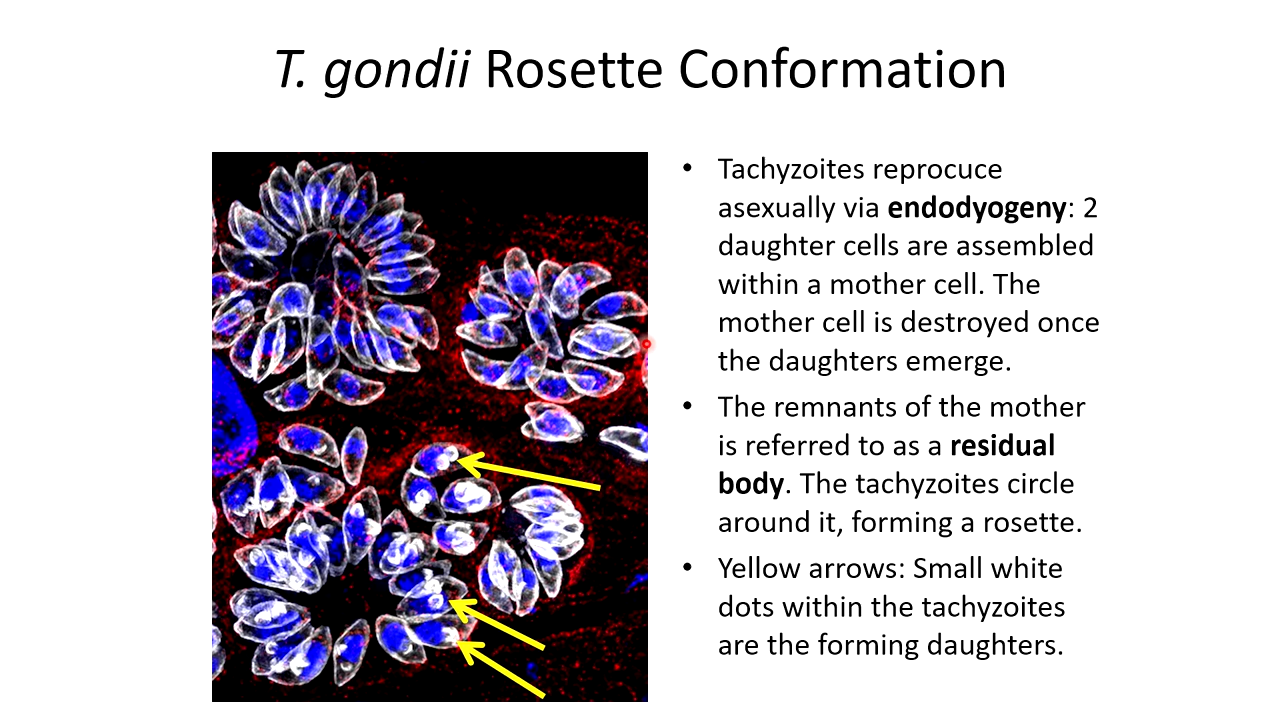 T. gondii Rosette Conformation
• Tachyzoites reprocuce
asexually via endodyogeny: 2
daughter cells are assembled
within a mother cell. The
mother cell is destroyed once
the daughters emerge.
• The remnants of the mother
is referred to as a residual
body. The tachyzoites circle
around it, forming a rosette.
• Yellow arrows: Small white
dots within the tachyzoites
are the forming daughters.